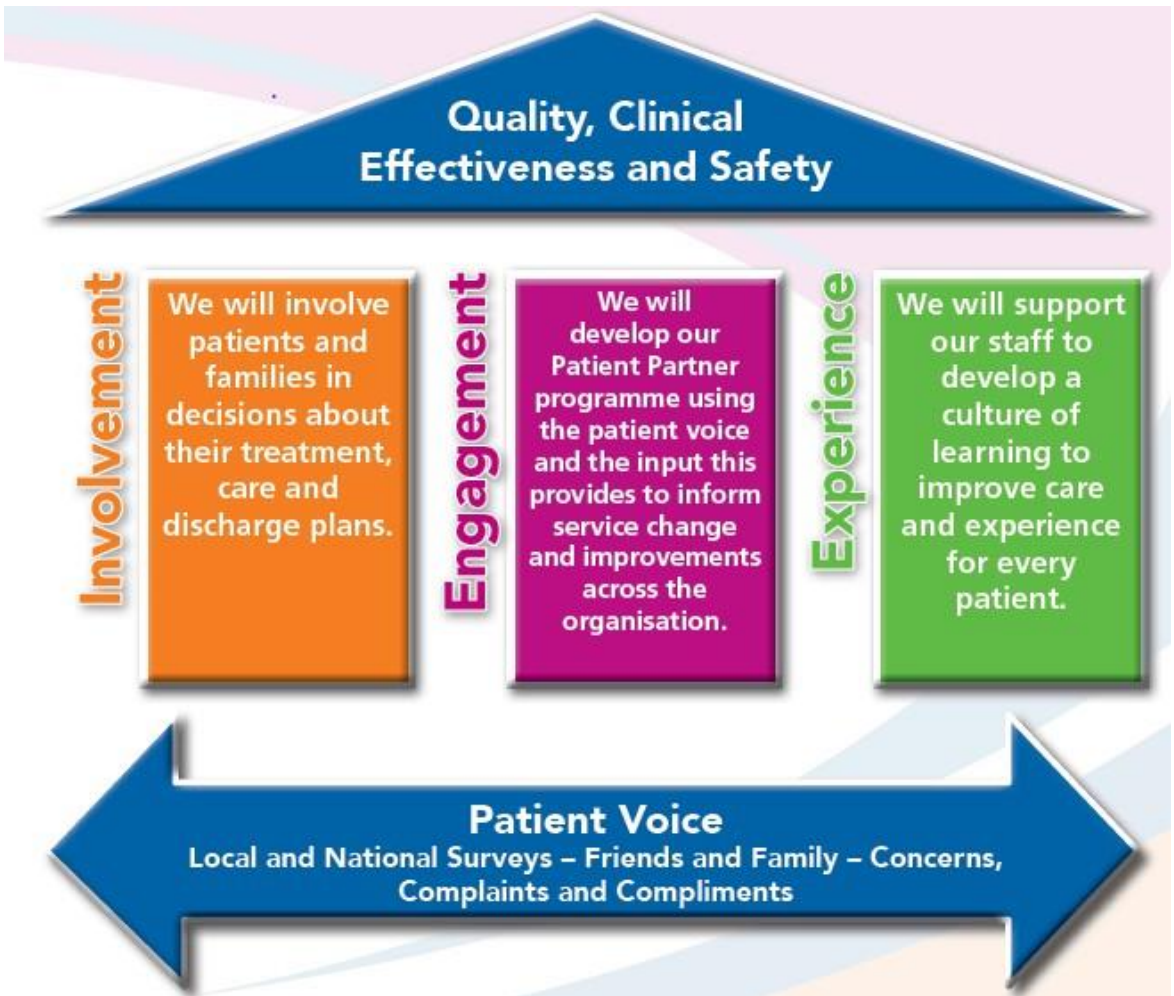 Quality, Clinical
Effectiveness and Safety
Involvement
We will involve
patients and
families in
decisions about
their treatment,
care and
discharge plans.
Engagement
We will
develop our
Patient Partner
programme using
the patient voice
and the input this
provides to inform
service change
and improvements
across the
organisation.
Experience
We will support
our staff to
develop a
culture of
learning to
improve care
and experience
for every
patient.
Patient Voice
Local and National Surveys – Friends and Family – Concerns,
Complaints and Compliments